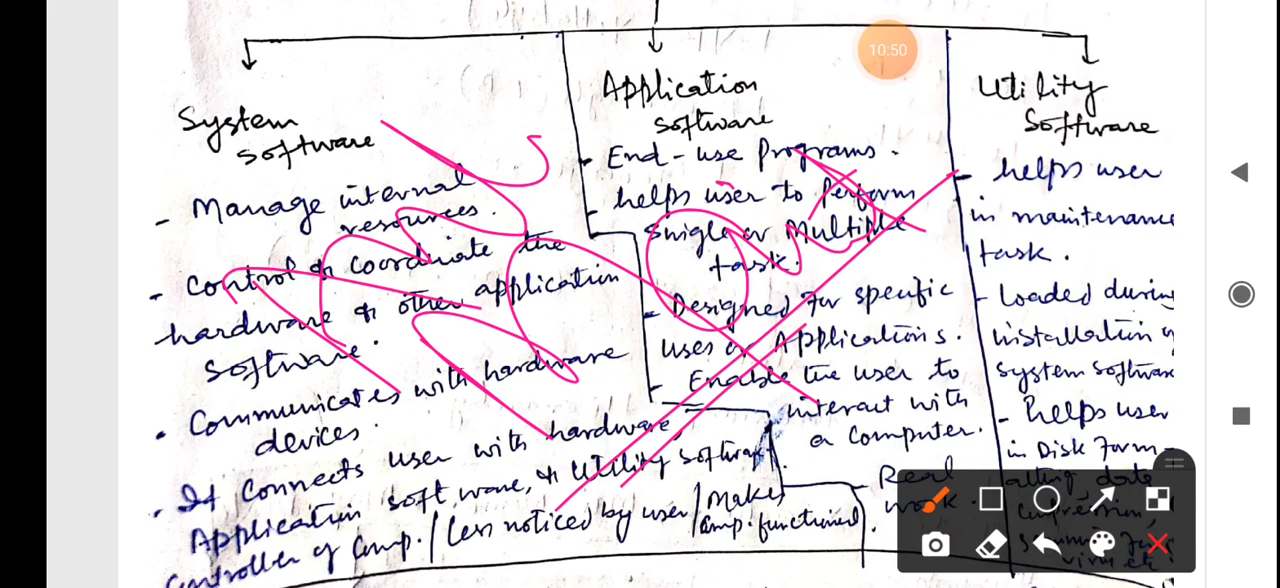 10:50
System
Software
- Manage internal
resources.
- Control & coordinate the
hardware & other application
software.
• Communicates with hardware
devices.
• It connects user with hardware,
Application software, & Utility Software.
Controller of Comp. / Less noticed by user / Makes
Comp. functional
Application
Software
- End-use Programs.
- helps user to Perform
Single or Multiple
task.
- Designed for specific
uses or Applications.
- Enable the user to
interact with
a Computer.
Real
work.
Utility
Software
- helps user
in maintenance
task.
- Loaded during
installation of
System Software
- helps user
in Disk Form-
atting data